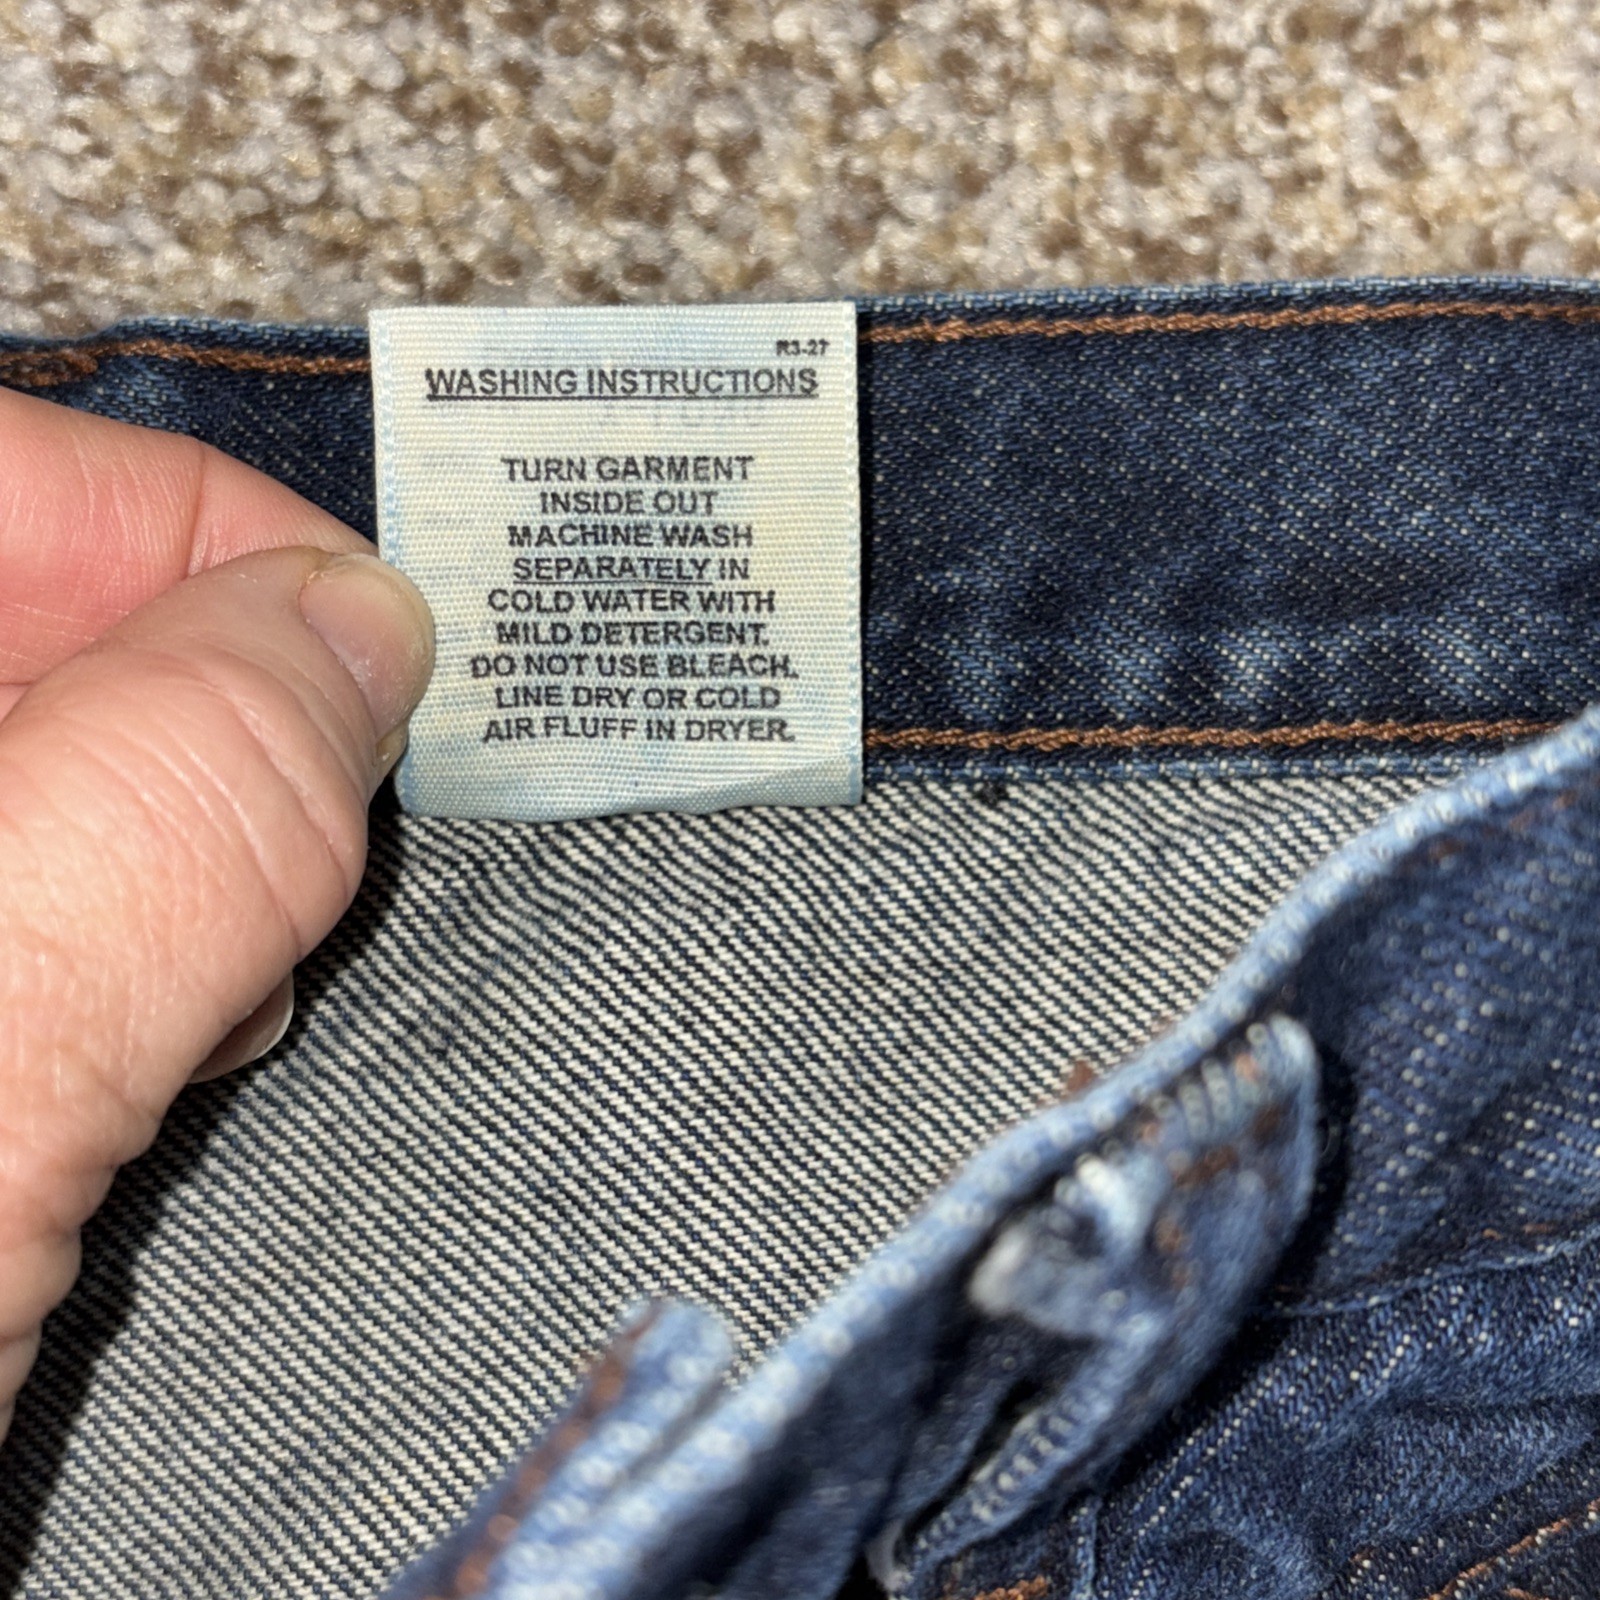 R3-27
WASHING INSTRUCTIONS
TURN GARMENT
INSIDE OUT
MACHINE WASH
SEPARATELY IN
COLD WATER WITH
MILD DETERGENT.
DO NOT USE BLEACH.
LINE DRY OR COLD
AIR FLUFF IN DRYER.